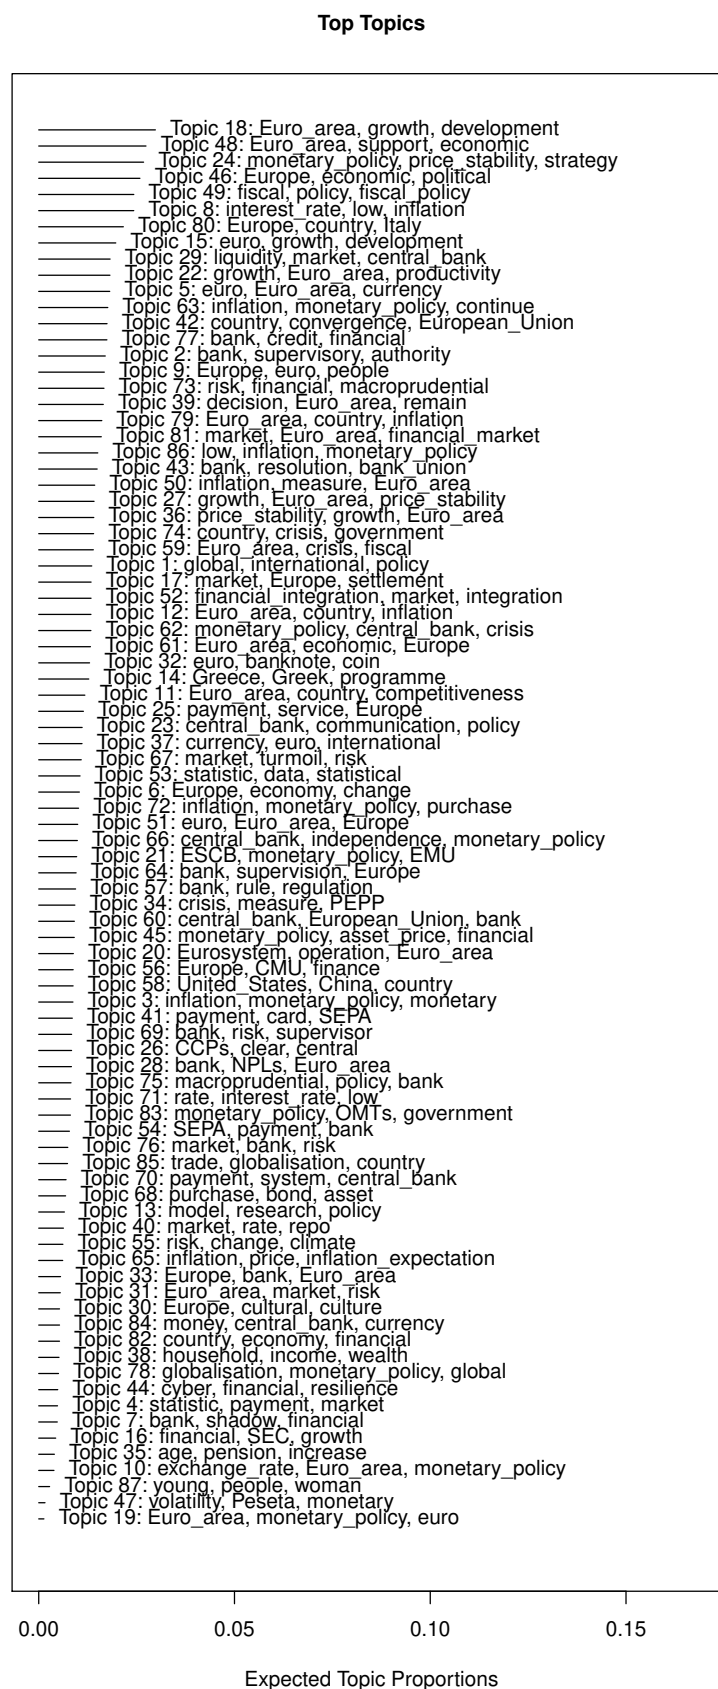 Top Topics
Topic 18: Euro_area, growth, development
Topic 48: Euro_area, support, economic
Topic 24: monetary_policy, price_stability, strategy
Topic 46: Europe, economic, political
Topic 49: fiscal, policy, fiscal_policy
Topic 8: interest_rate, low, inflation
Topic 80: Europe, country, Italy
Topic 15: euro, growth, development
Topic 29: liquidity, market, central_bank
Topic 22: growth, Euro_area, productivity
Topic 5: euro, Euro_area, currency
Topic 63: inflation, monetary_policy, continue
Topic 42: country, convergence, European_Union
Topic 77: bank, credit, financial
Topic 2: bank, supervisory, authority
Topic 9: Europe, euro, people
Topic 73: risk, financial, macroprudential
Topic 39: decision, Euro_area, remain
Topic 79: Euro_area, country, inflation
Topic 81: market, Euro_area, financial_market
Topic 86: low, inflation, monetary_policy
Topic 43: bank, resolution, bank_union
Topic 50: inflation, measure, Euro_area
Topic 27: growth, Euro_area, price_stability
Topic 36: price_stability, growth, Euro_area
Topic 74: country, crisis, government
Topic 59: Euro_area, crisis, fiscal
Topic 1: global, international, policy
Topic 17: market, Europe, settlement
Topic 52: financial_integration, market, integration
Topic 12: Euro_area, country, inflation
Topic 62: monetary_policy, central_bank, crisis
Topic 61: Euro_area, economic, Europe
Topic 32: euro, banknote, coin
Topic 14: Greece, Greek, programme
Topic 11: Euro_area, country, competitiveness
Topic 25: payment, service, Europe
Topic 23: central_bank, communication, policy
Topic 37: currency, euro, international
Topic 67: market, turmoil, risk
Topic 53: statistic, data, statistical
Topic 6: Europe, economy, change
Topic 72: inflation, monetary_policy, purchase
Topic 51: euro, Euro_area, Europe
Topic 66: central_bank, independence, monetary_policy
Topic 21: ESCB, monetary_policy, EMU
Topic 64: bank, supervision, Europe
Topic 57: bank, rule, regulation
Topic 34: crisis, measure, PEPP
Topic 60: central_bank, European_Union, bank
Topic 45: monetary_policy, asset_price, financial
Topic 20: Eurosystem, operation, Euro_area
Topic 56: Europe, CMU, finance
Topic 58: United_States, China, country
Topic 3: inflation, monetary_policy, monetary
Topic 41: payment, card, SEPA
Topic 69: bank, risk, supervisor
Topic 26: CCPs, clear, central
Topic 28: bank, NPLs, Euro_area
Topic 75: macroprudential, policy, bank
Topic 71: rate, interest_rate, low
Topic 83: monetary_policy, OMTs, government
Topic 54: SEPA, payment, bank
Topic 76: market, bank, risk
Topic 85: trade, globalisation, country
Topic 70: payment, system, central_bank
Topic 68: purchase, bond, asset
Topic 13: model, research, policy
Topic 40: market, rate, repo
Topic 55: risk, change, climate
Topic 65: inflation, price, inflation_expectation
Topic 33: Europe, bank, Euro_area
Topic 31: Euro_area, market, risk
Topic 30: Europe, cultural, culture
Topic 84: money, central_bank, currency
Topic 82: country, economy, financial
Topic 38: household, income, wealth
Topic 78: globalisation, monetary_policy, global
Topic 44: cyber, financial, resilience
Topic 4: statistic, payment, market
Topic 7: bank, shadow, financial
Topic 16: financial, SEC, growth
Topic 35: age, pension, increase
Topic 10: exchange_rate, Euro_area, monetary_policy
Topic 87: young, people, woman
Topic 47: volatility, Peseta, monetary
Topic 19: Euro_area, monetary_policy, euro
0.00 0.05 0.10 0.15
Expected Topic Proportions